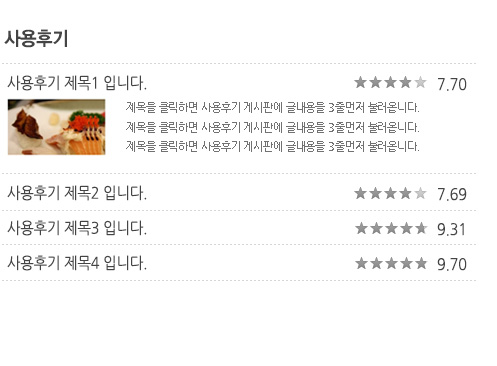 사용후기
사용후기 제목1 입니다. ★★★★★ 7.70
제목들 클릭하면 사용후기 게시판에 글내용들 3줄먼저 불러옵니다.
제목들 클릭하면 사용후기 게시판에 글내용들 3줄먼저 불러옵니다.
제목들 클릭하면 사용후기 게시판에 글내용들 3줄먼저 불러옵니다.
사용후기 제목2 입니다. ★★★★★ 7.69
사용후기 제목3 입니다. ★★★★★ 9.31
사용후기 제목4 입니다. ★★★★★ 9.70